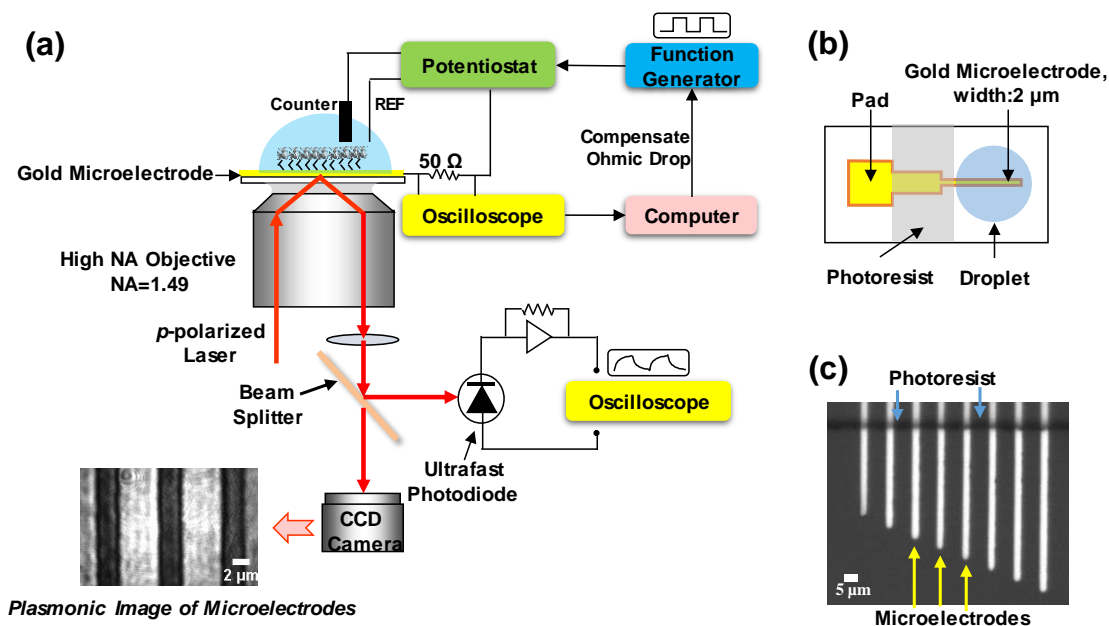 (a)
Potentiostat
Function
Generator
Counter
REF
Compensate
Ohmic Drop
50 Ω
Gold Microelectrode
Oscilloscope
Computer
High NA Objective
NA=1.49
p-polarized
Laser
Beam
Splitter
Oscilloscope
Ultrafast
Photodiode
CCD
Camera
2 μm
Plasmonic Image of Microelectrodes
(b)
Gold Microelectrode,
width:2 μm
Pad
Photoresist
Droplet
(c)
Photoresist
5 μm
Microelectrodes